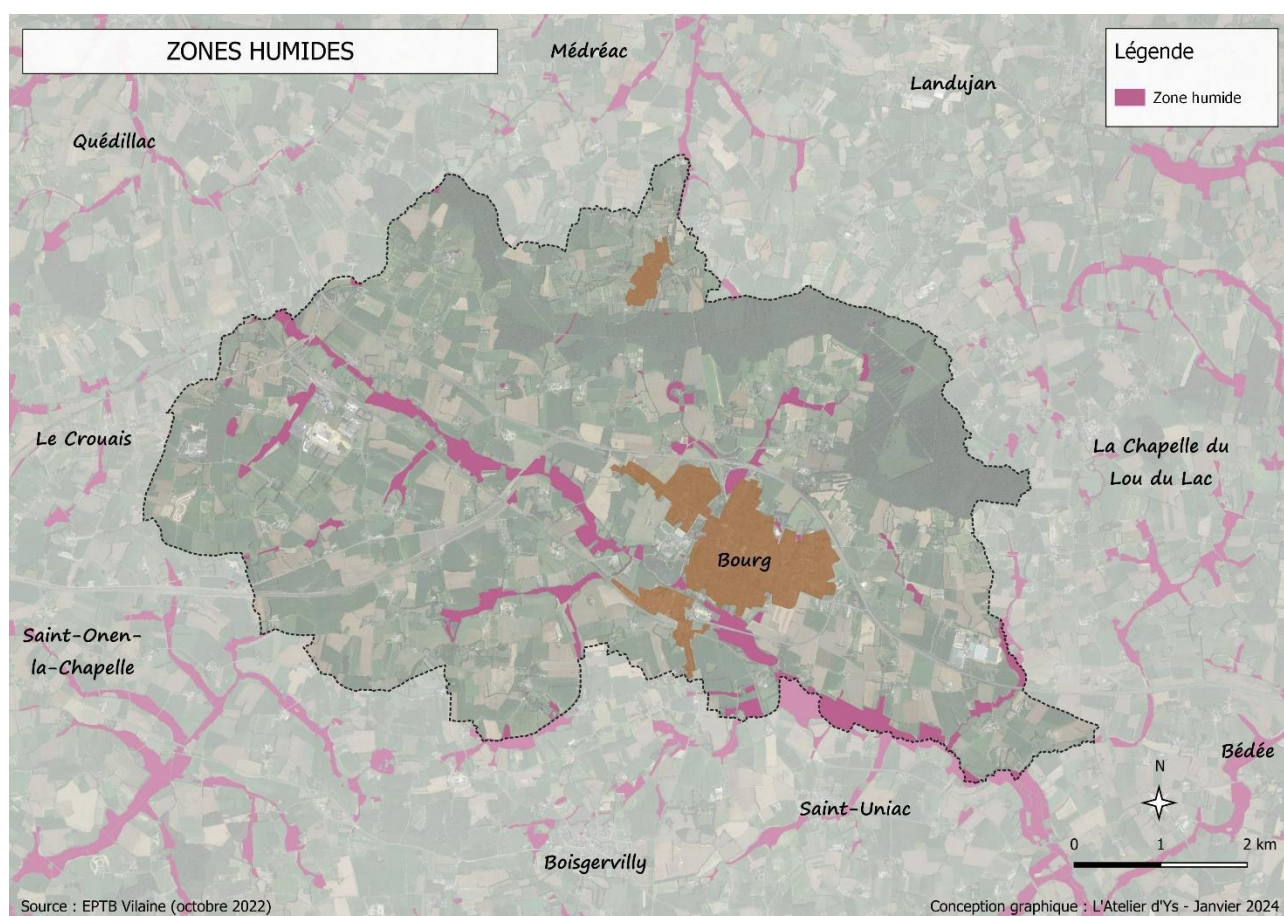 ZONES HUMIDES
Médréac
Légende
Zone humide
Landujan
Quédillac
Le Crouais
La Chapelle du
Lou du Lac
Bourg
Saint-Onen-
la-Chapelle
Bédée
N
Saint-Uniac
0 1 2 km
Boisgervilly
Source : EPTB Vilaine (octobre 2022)
Conception graphique : L'Atelier d'Ys - Janvier 2024